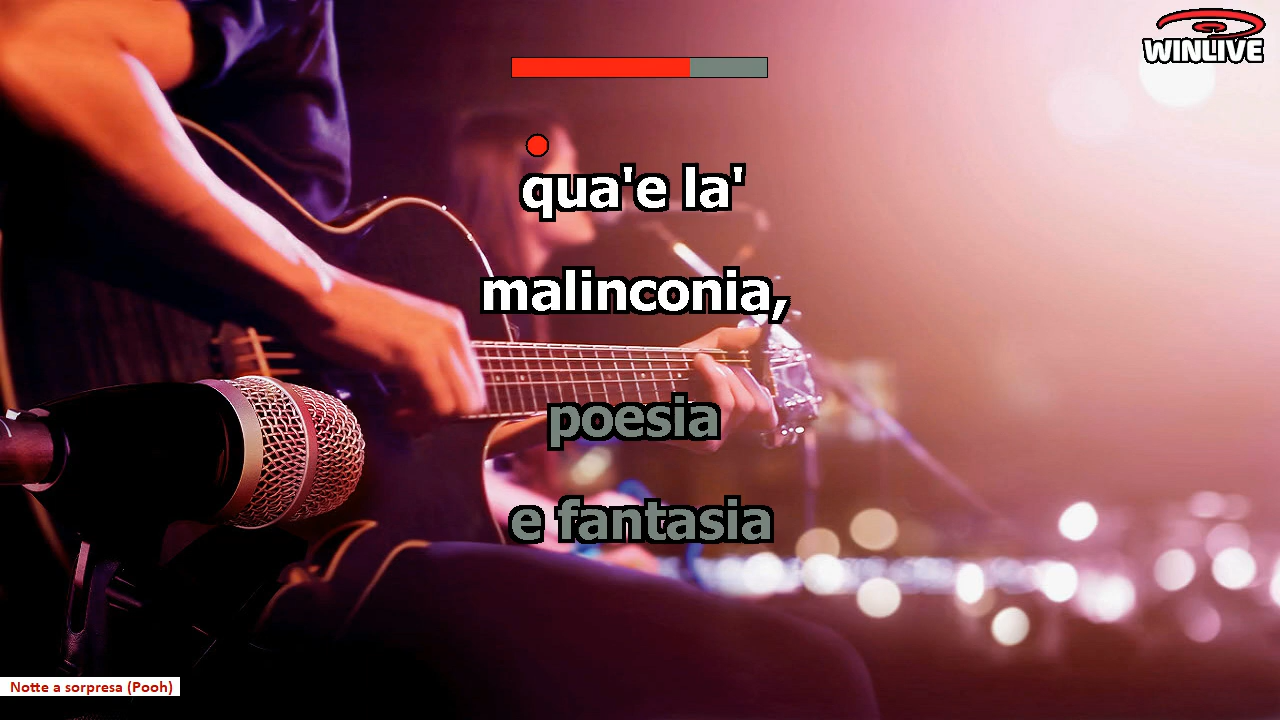 WINLIVE
qua'e la'
malinconia,
poesia
e fantasia
Notte a sorpresa (Pooh)